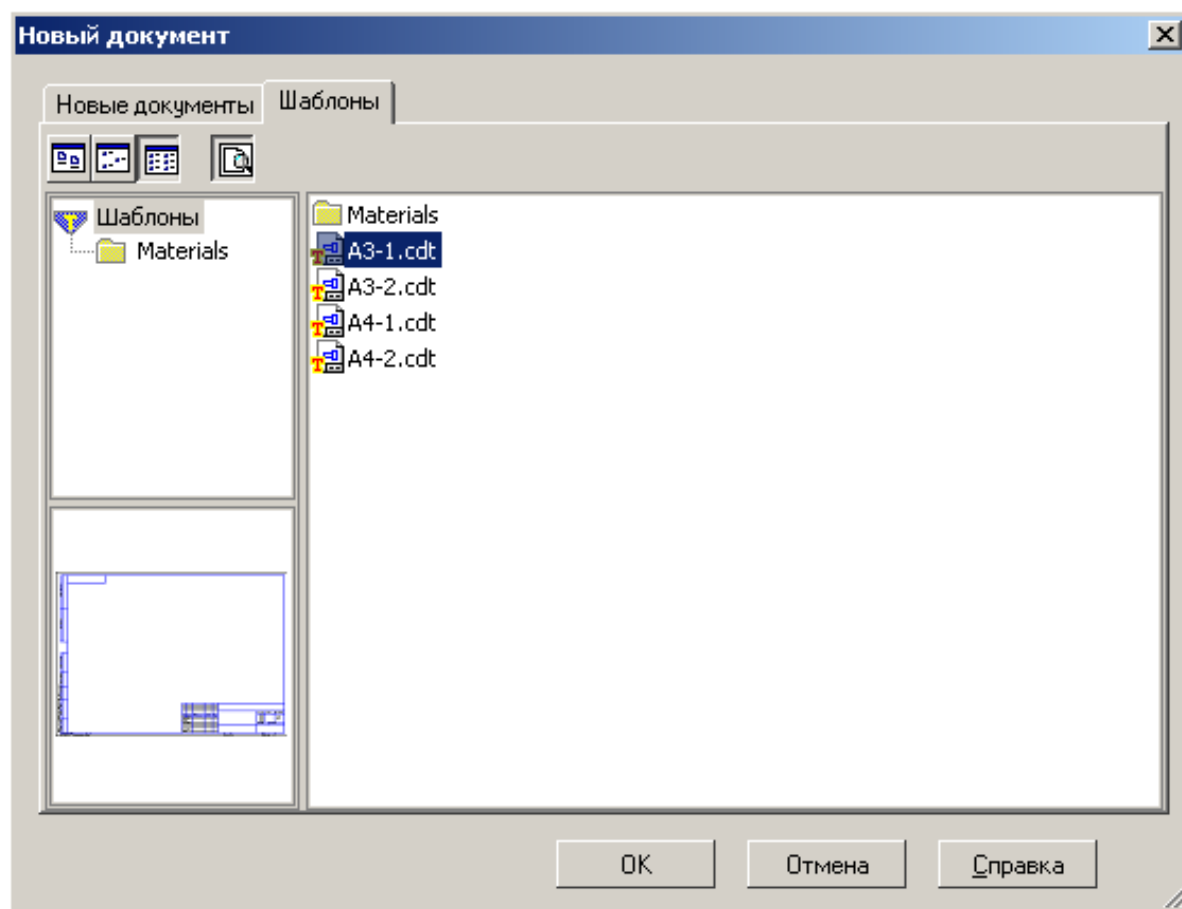 Новый документ
Новые документы Шаблоны
Шаблоны
Materials
Materials
A3-1.cdt
A3-2.cdt
A4-1.cdt
A4-2.cdt
OK Отмена Справка